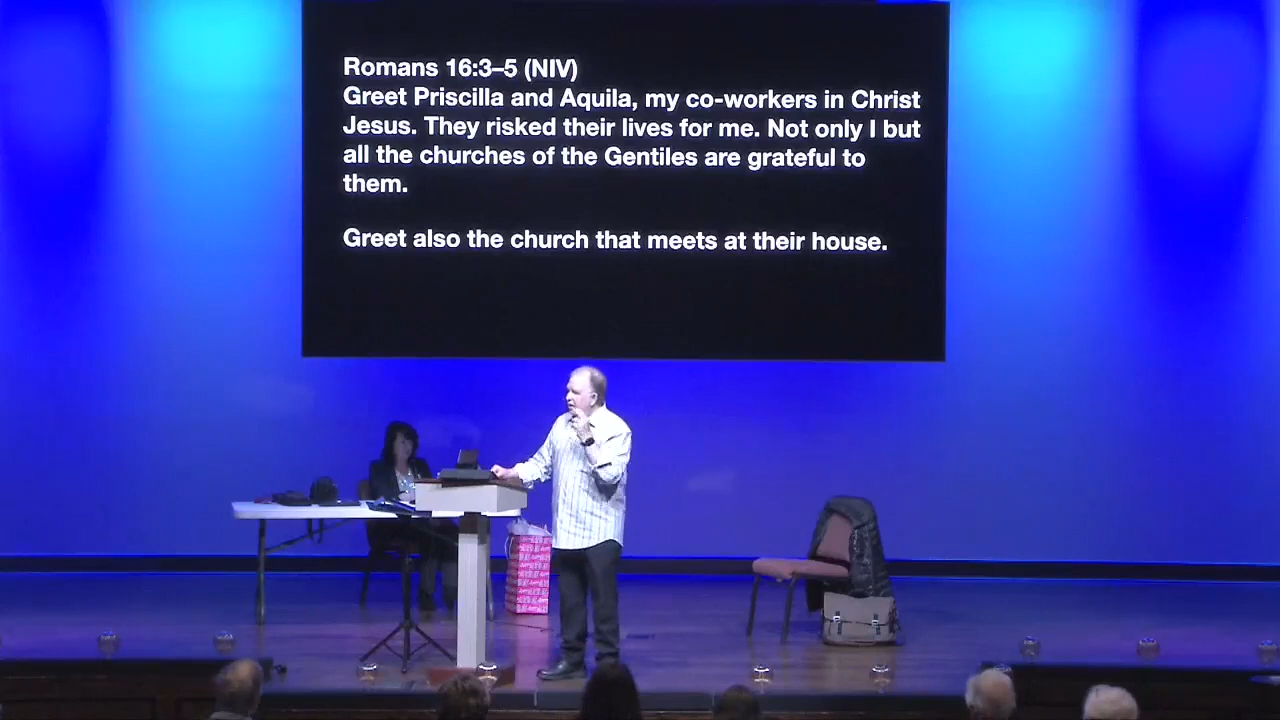 Romans 16:3–5 (NIV)
Greet Priscilla and Aquila, my co-workers in Christ
Jesus. They risked their lives for me. Not only I but
all the churches of the Gentiles are grateful to
them.
Greet also the church that meets at their house.